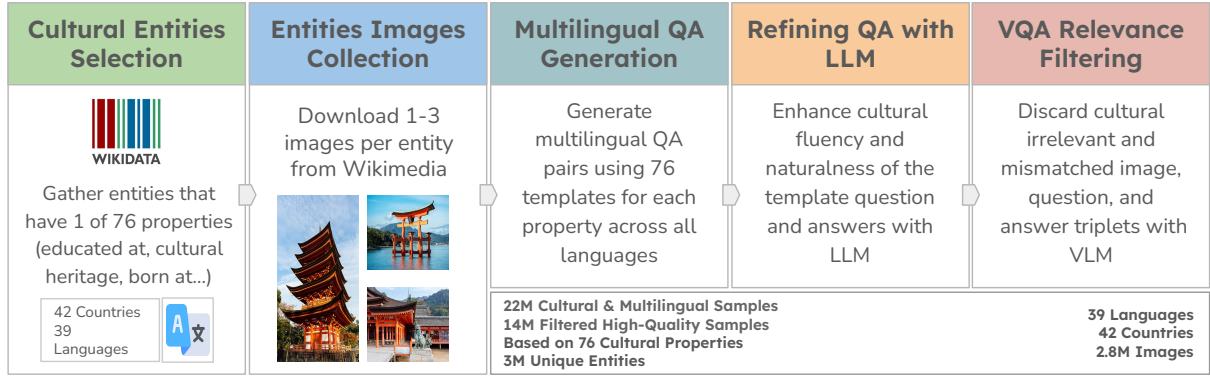 Cultural Entities
Selection
WIKIDATA
Gather entities that
have 1 of 76 properties
(educated at, cultural
heritage, born at...)
42 Countries
39
Languages
A 文
Entities Images
Collection
Download 1-3
images per entity
from Wikimedia
Multilingual QA
Generation
Generate
multilingual QA
pairs using 76
templates for each
property across all
languages
Refining QA with
LLM
Enhance cultural
fluency and
naturalness of the
template question
and answers with
LLM
VQA Relevance
Filtering
Discard cultural
irrelevant and
mismatched image,
question, and
answer triplets with
VLM
22M Cultural & Multilingual Samples
14M Filtered High-Quality Samples
Based on 76 Cultural Properties
3M Unique Entities
39 Languages
42 Countries
2.8M Images